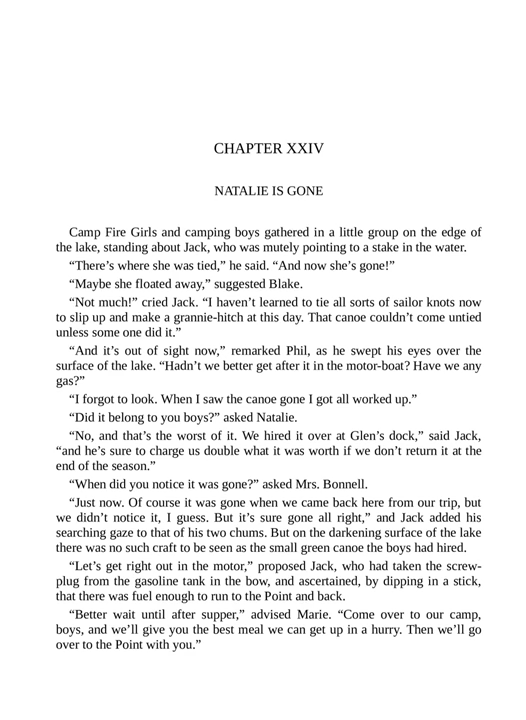 CHAPTER XXIV
NATALIE IS GONE
Camp Fire Girls and camping boys gathered in a little group on the edge of
the lake, standing about Jack, who was mutely pointing to a stake in the water.
“There’s where she was tied,” he said. “And now she’s gone!”
“Maybe she floated away,” suggested Blake.
“Not much!” cried Jack. “I haven’t learned to tie all sorts of sailor knots now
to slip up and make a grannie-hitch at this day. That canoe couldn’t come untied
unless some one did it.”
“And it’s out of sight now,” remarked Phil, as he swept his eyes over the
surface of the lake. “Hadn’t we better get after it in the motor-boat? Have we any
gas?”
“I forgot to look. When I saw the canoe gone I got all worked up.”
“Did it belong to you boys?” asked Natalie.
“No, and that’s the worst of it. We hired it over at Glen’s dock,” said Jack,
“and he’s sure to charge us double what it was worth if we don’t return it at the
end of the season.”
“When did you notice it was gone?” asked Mrs. Bonnell.
“Just now. Of course it was gone when we came back here from our trip, but
we didn’t notice it, I guess. But it’s sure gone all right,” and Jack added his
searching gaze to that of his two chums. But on the darkening surface of the lake
there was no such craft to be seen as the small green canoe the boys had hired.
“Let’s get right out in the motor,” proposed Jack, who had taken the screw-
plug from the gasoline tank in the bow, and ascertained, by dipping in a stick,
that there was fuel enough to run to the Point and back.
“Better wait until after supper,” advised Marie. “Come over to our camp,
boys, and we’ll give you the best meal we can get up in a hurry. Then we’ll go
over to the Point with you.”